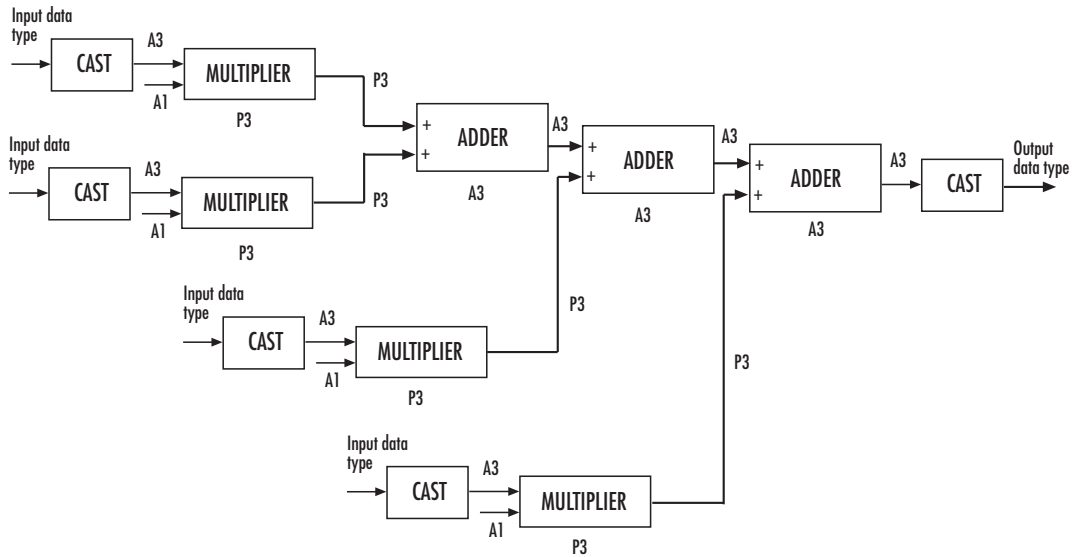 Input data
type
CAST
A3
A1
MULTIPLIER
P3
P3
Input data
type
CAST
A3
A1
MULTIPLIER
P3
P3
+
+
ADDER
A3
A3
Input data
type
CAST
A3
A1
MULTIPLIER
P3
P3
+
+
ADDER
A3
A3
Input data
type
CAST
A3
A1
MULTIPLIER
P3
P3
+
+
ADDER
A3
A3
CAST
Output
data type